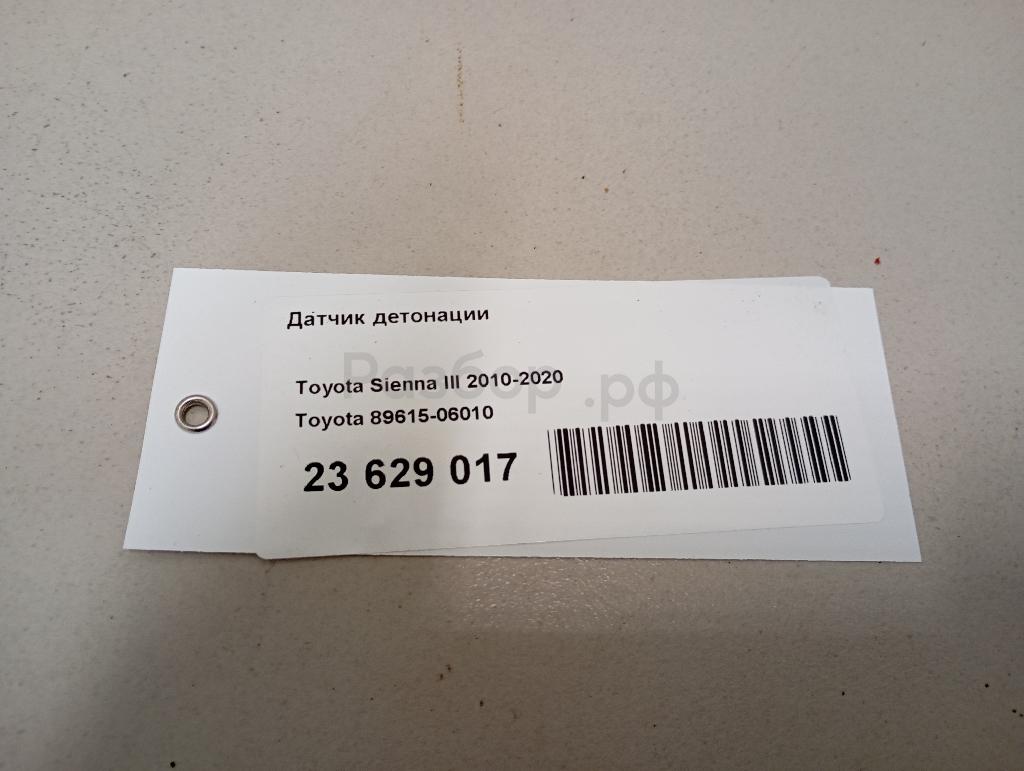 Датчик детонации
Разбор.рф
Toyota Sienna III 2010-2020
Toyota 89615-06010
23 629 017